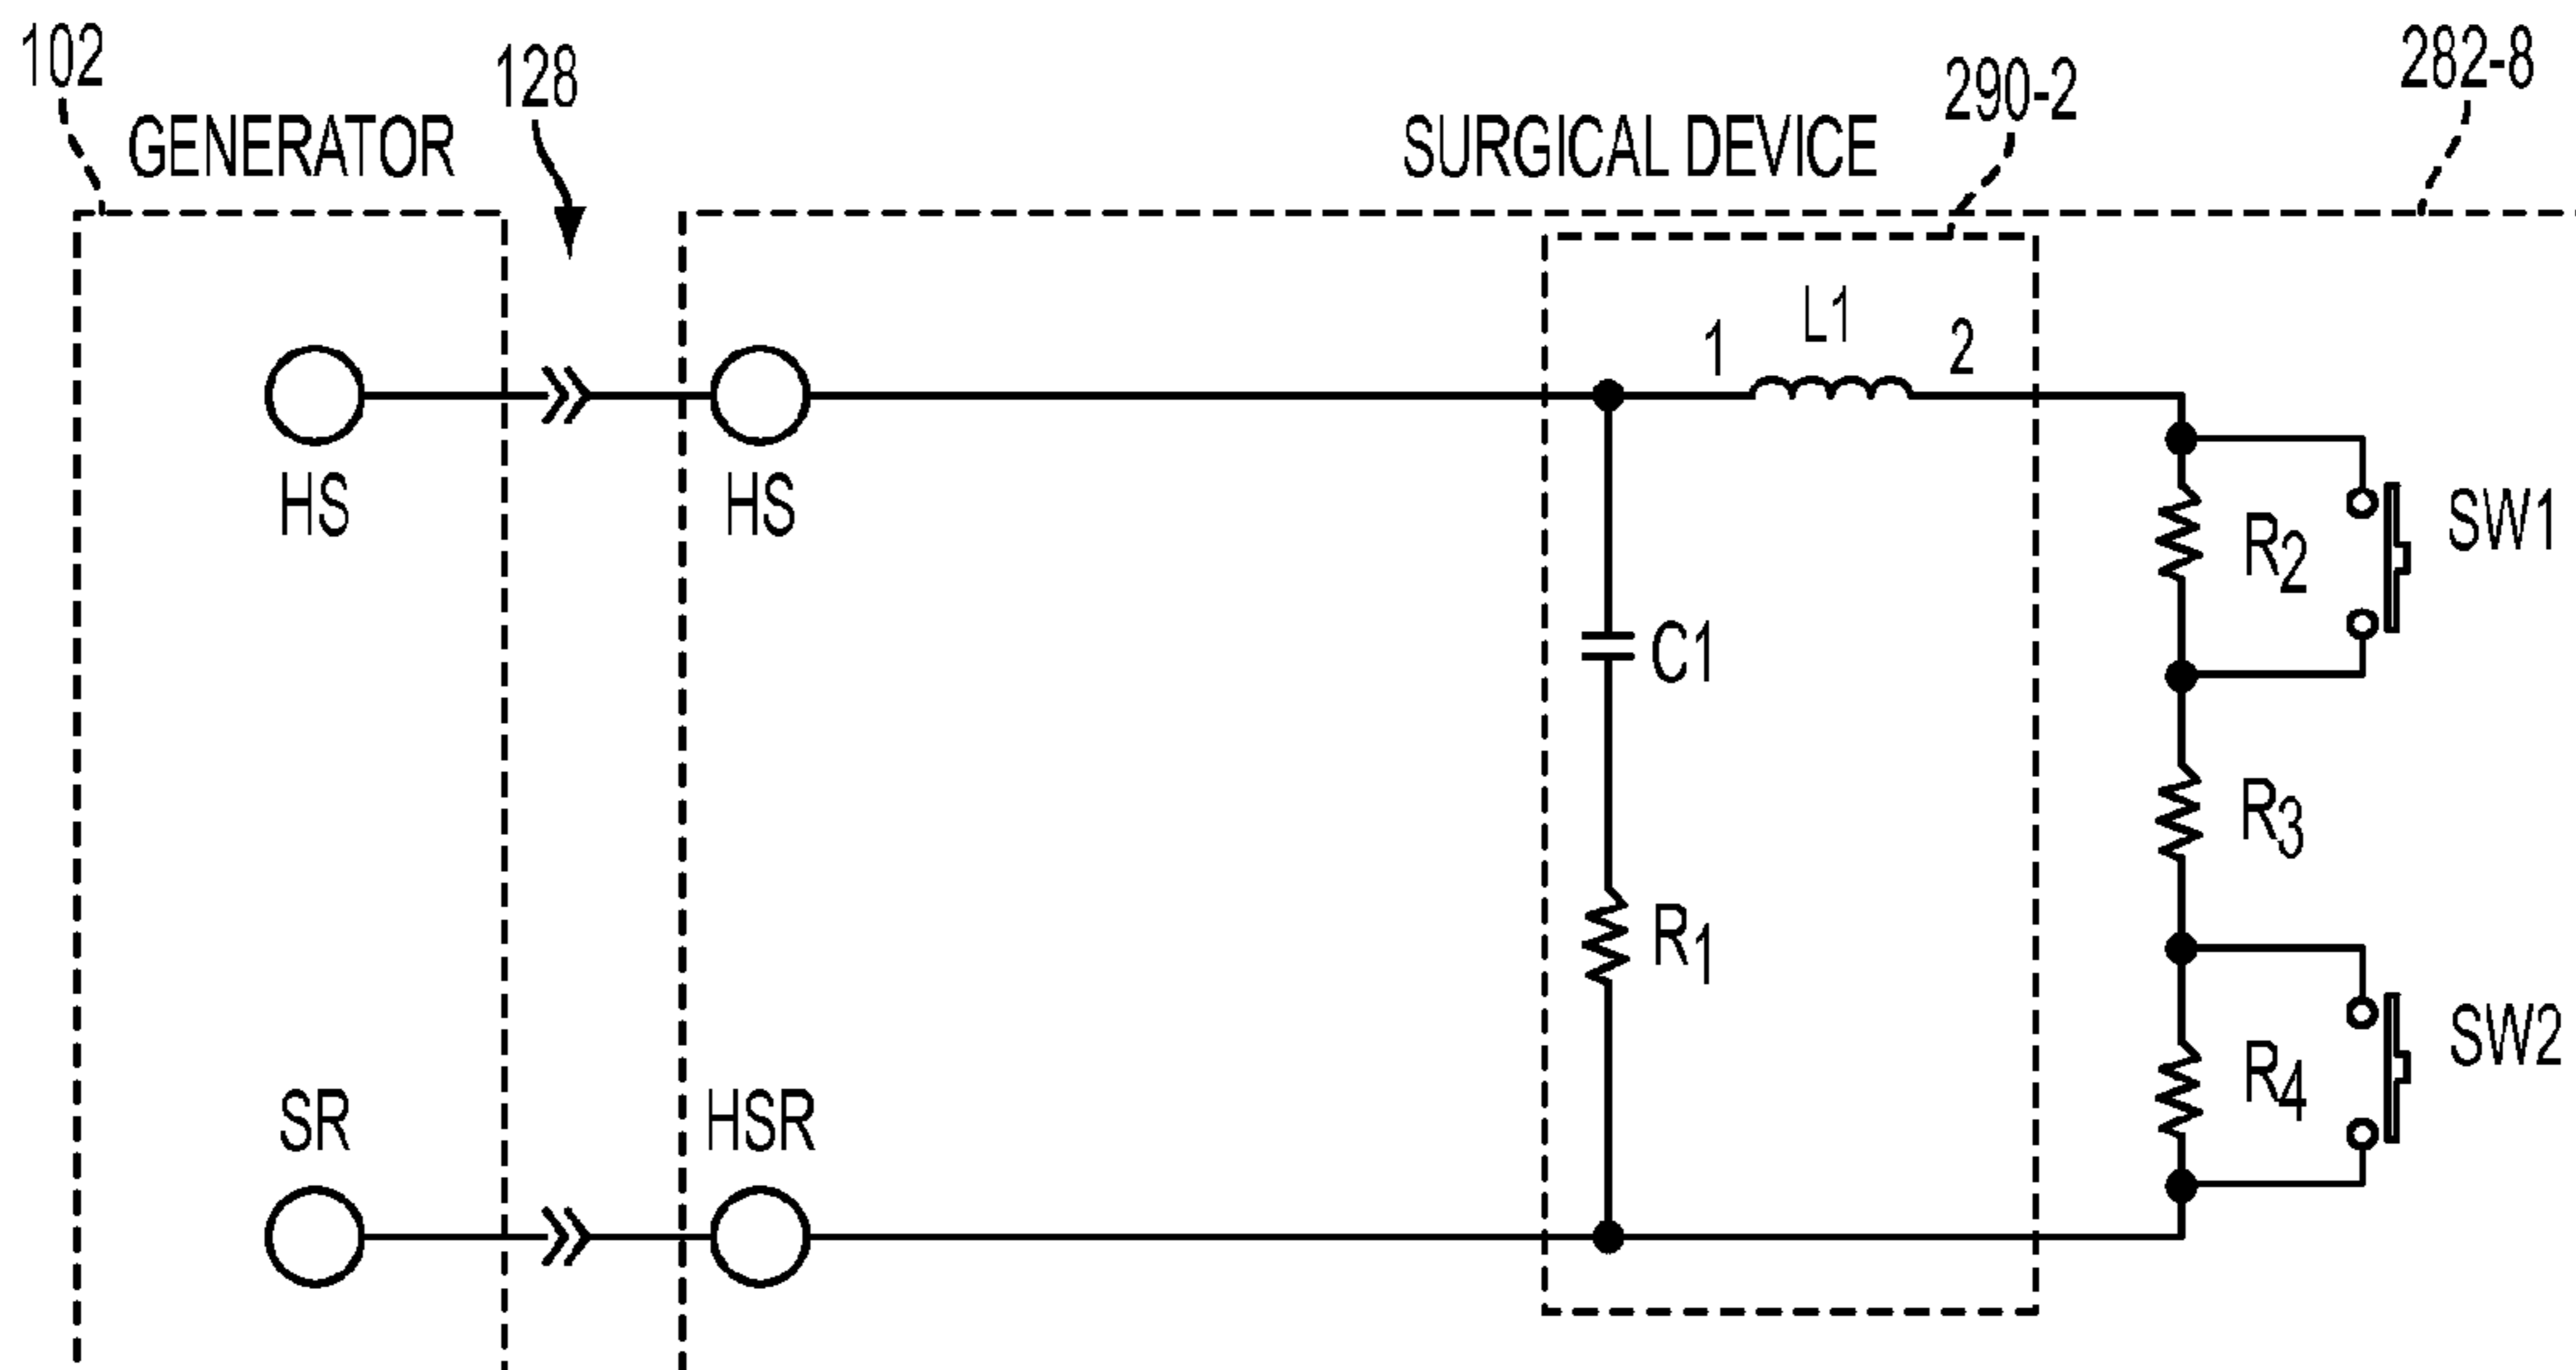 102
128
290-2
282-8
GENERATOR
SURGICAL DEVICE
1
L1
2
HS
HS
R2
SW1
C1
R3
R1
R4
SW2
SR
HSR